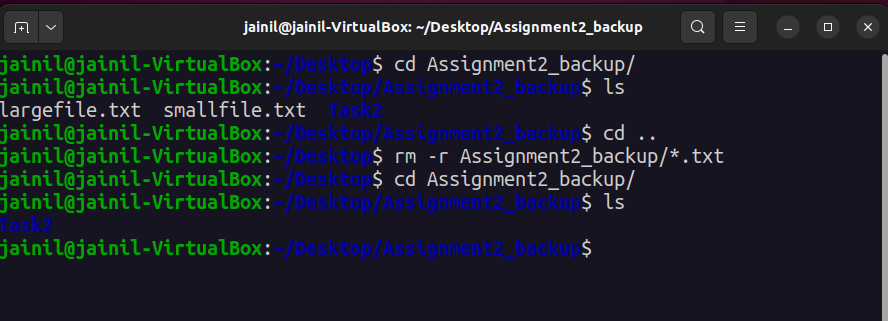 jainil@jainil-VirtualBox: ~/Desktop/Assignment2_backup
jainil@jainil-VirtualBox:~/Desktop$ cd Assignment2_backup/
jainil@jainil-VirtualBox:~/Desktop/Assignment2_backup$ ls
largefile.txt  smallfile.txt  Task2
jainil@jainil-VirtualBox:~/Desktop/Assignment2_backup$ cd ..
jainil@jainil-VirtualBox:~/Desktop$ rm -r Assignment2_backup/*.txt
jainil@jainil-VirtualBox:~/Desktop$ cd Assignment2_backup/
jainil@jainil-VirtualBox:~/Desktop/Assignment2_backup$ ls
Task2
jainil@jainil-VirtualBox:~/Desktop/Assignment2_backup$